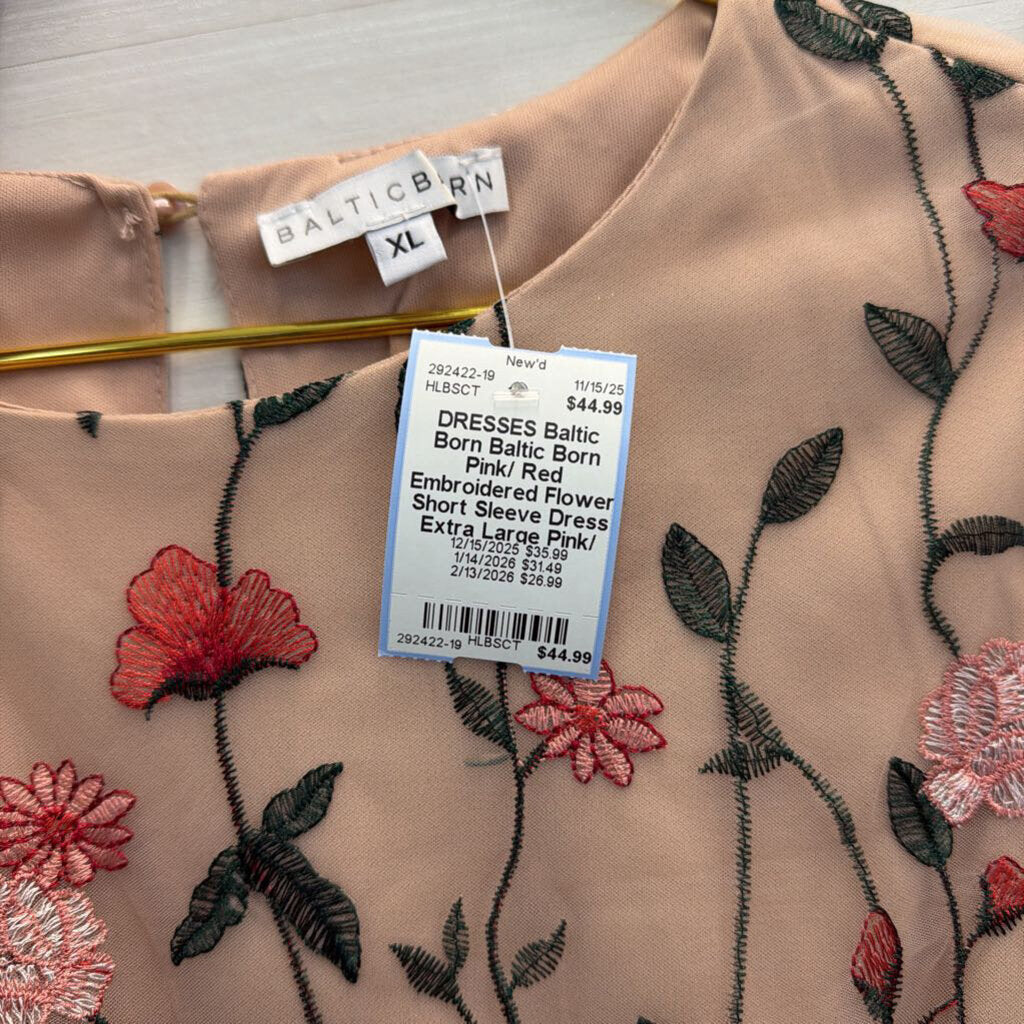 BALTICB RN
XL
New'd
292422-19 11/15/25
HLBSCT $44.99
DRESSES Baltic
Born Baltic Born
Pink/ Red
Embroidered Flower
Short Sleeve Dress
Extra Large Pink/
12/15/2025 $35.99
1/14/2026 $31.49
2/13/2026 $26.99
292422-19 HLBSCT $44.99